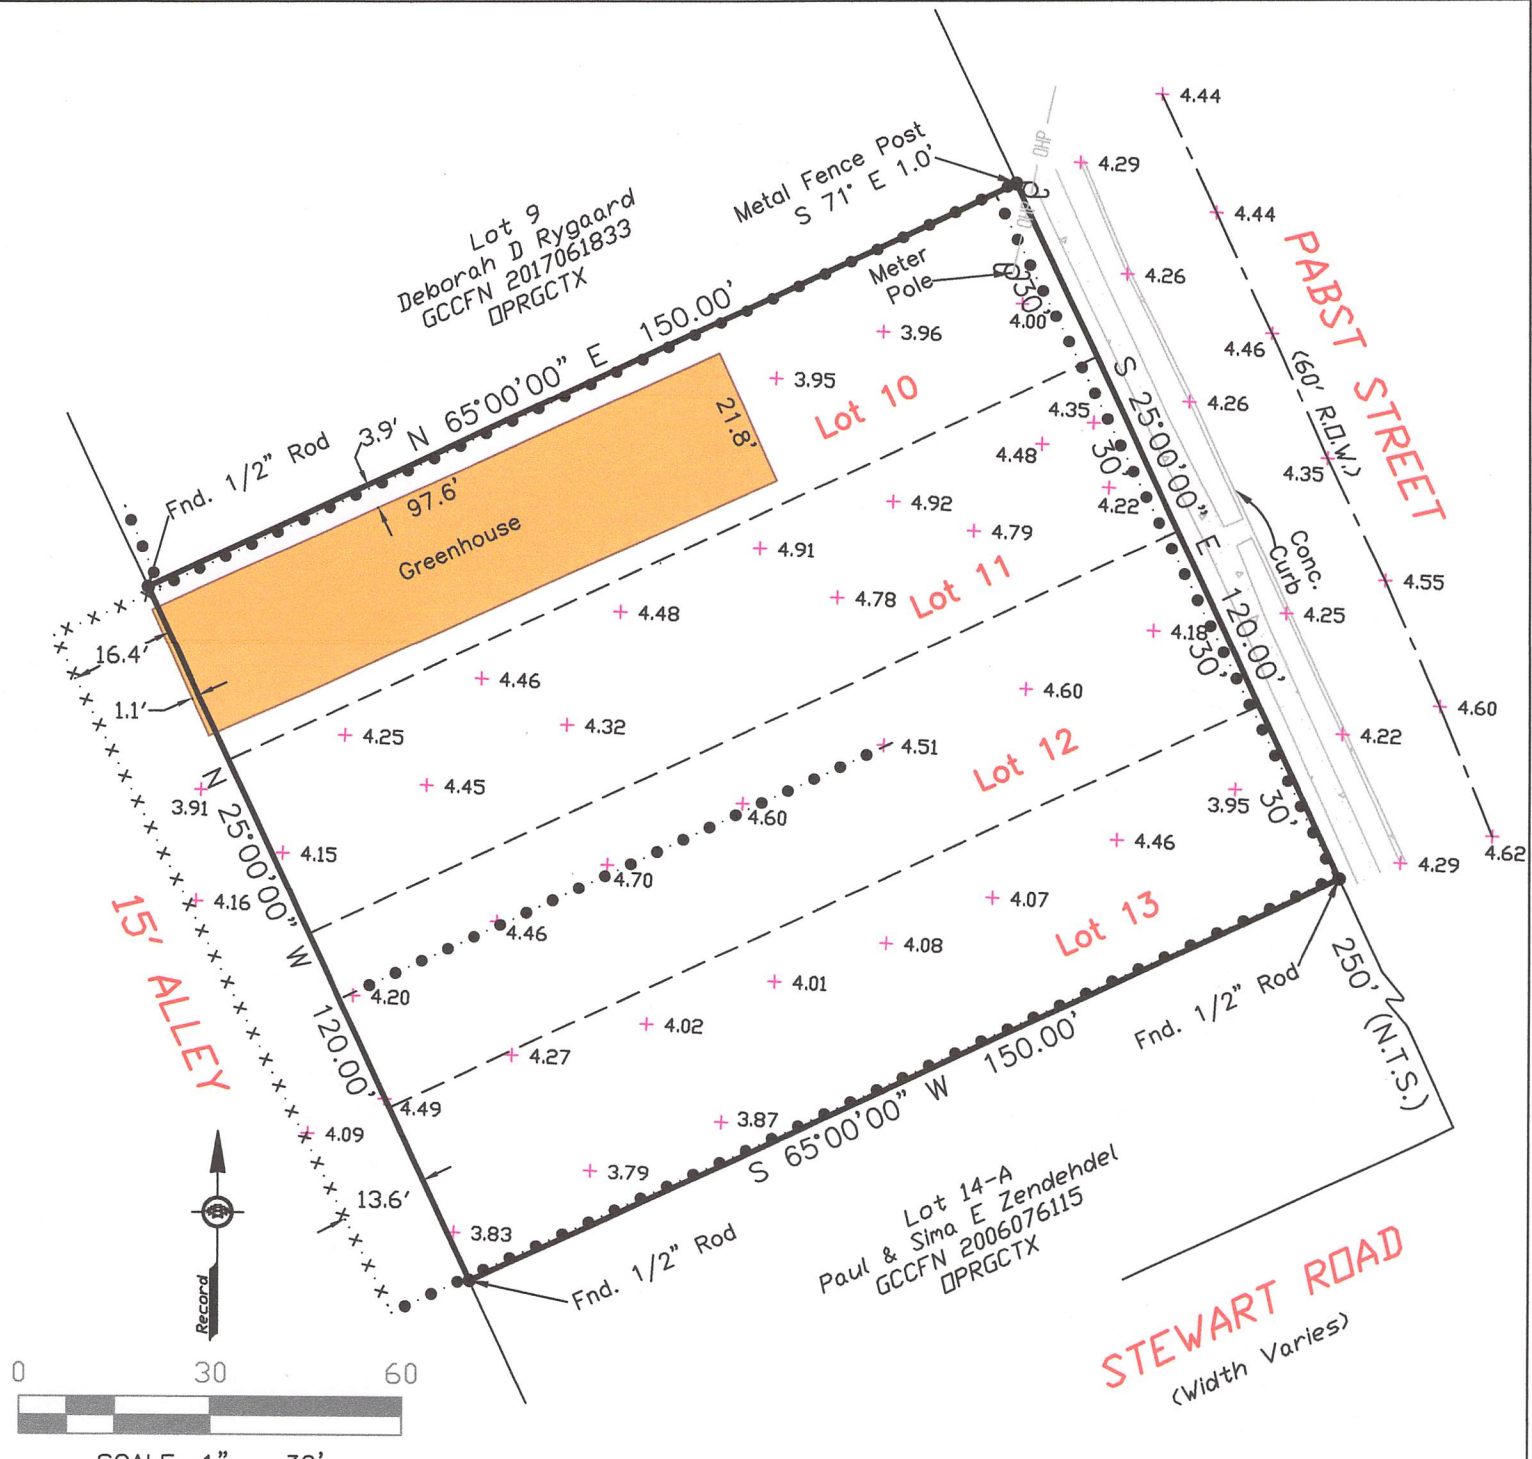 4.44
4.29
Metal Fence Post
S 71° E 1.0'
OHP
OHP
Lot 9
Deborah D Rygaard
GCCFN 2017061833
OPRGCTX
4.44
PABST STREET
(60' R.O.W.)
Meter
Pole
30'
4.00
3.96
4.26
150.00'
N 65°00'00" E
3.95
Lot 10
4.46
4.26
4.35
S 25°00'00" E 120.00'
3.9'
Fnd. 1/2" Rod
21.8'
97.6'
Greenhouse
4.35
4.48
30'
4.22
4.92
4.79
4.91
4.78
Lot 11
4.48
Conc.
Curb
4.55
4.25
4.18
30'
16.4'
1.1'
4.46
4.60
4.60
4.25
4.32
4.51
Lot 12
4.22
3.91
N 25°00'00" W 120.00'
4.45
4.60
3.95
30'
4.46
4.62
4.29
4.15
4.16
4.70
4.07
Lot 13
15' ALLEY
4.46
4.08
4.20
4.01
Fnd. 1/2" Rod
250'
(N.T.S.)
4.02
4.27
150.00'
S 65°00'00" W
4.49
4.09
3.87
3.79
13.6'
3.83
Lot 14-A
Paul & Sima E Zendehdel
GCCFN 2006076115
OPRGCTX
Fnd. 1/2" Rod
STEWART ROAD
(Width Varies)
Record
0 30 60